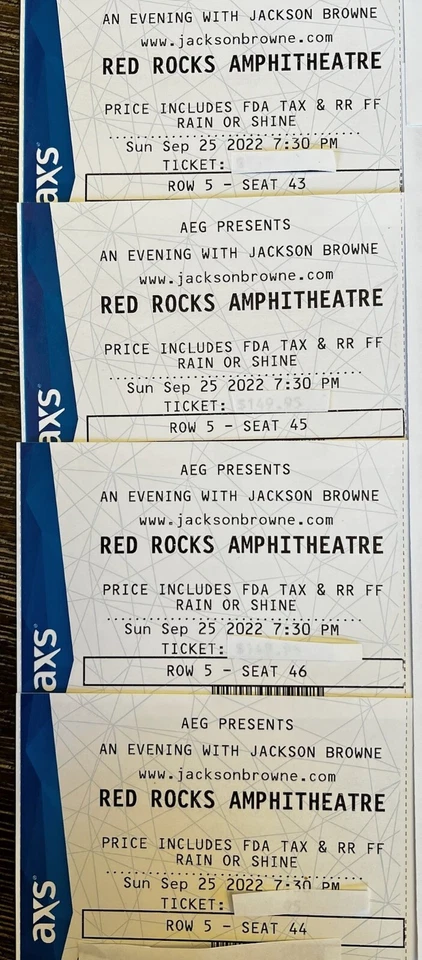 AN EVENING WITH JACKSON BROWNE
www.jacksonbrowne.com
RED ROCKS AMPHITHEATRE
PRICE INCLUDES FDA TAX & RR FF
RAIN OR SHINE
Sun Sep 25 2022 7:30 PM
TICKET:
ROW 5 - SEAT 43
axs
AEG PRESENTS
AN EVENING WITH JACKSON BROWNE
www.jacksonbrowne.com
RED ROCKS AMPHITHEATRE
PRICE INCLUDES FDA TAX & RR FF
RAIN OR SHINE
Sun Sep 25 2022 7:30 PM
TICKET: $149.95
ROW 5 - SEAT 45
axs
AEG PRESENTS
AN EVENING WITH JACKSON BROWNE
www.jacksonbrowne.com
RED ROCKS AMPHITHEATRE
PRICE INCLUDES FDA TAX & RR FF
RAIN OR SHINE
Sun Sep 25 2022 7:30 PM
TICKET:
ROW 5 - SEAT 46
axs
AEG PRESENTS
AN EVENING WITH JACKSON BROWNE
www.jacksonbrowne.com
RED ROCKS AMPHITHEATRE
PRICE INCLUDES FDA TAX & RR FF
RAIN OR SHINE
Sun Sep 25 2022 7:30 PM
TICKET:
ROW 5 - SEAT 44
axs